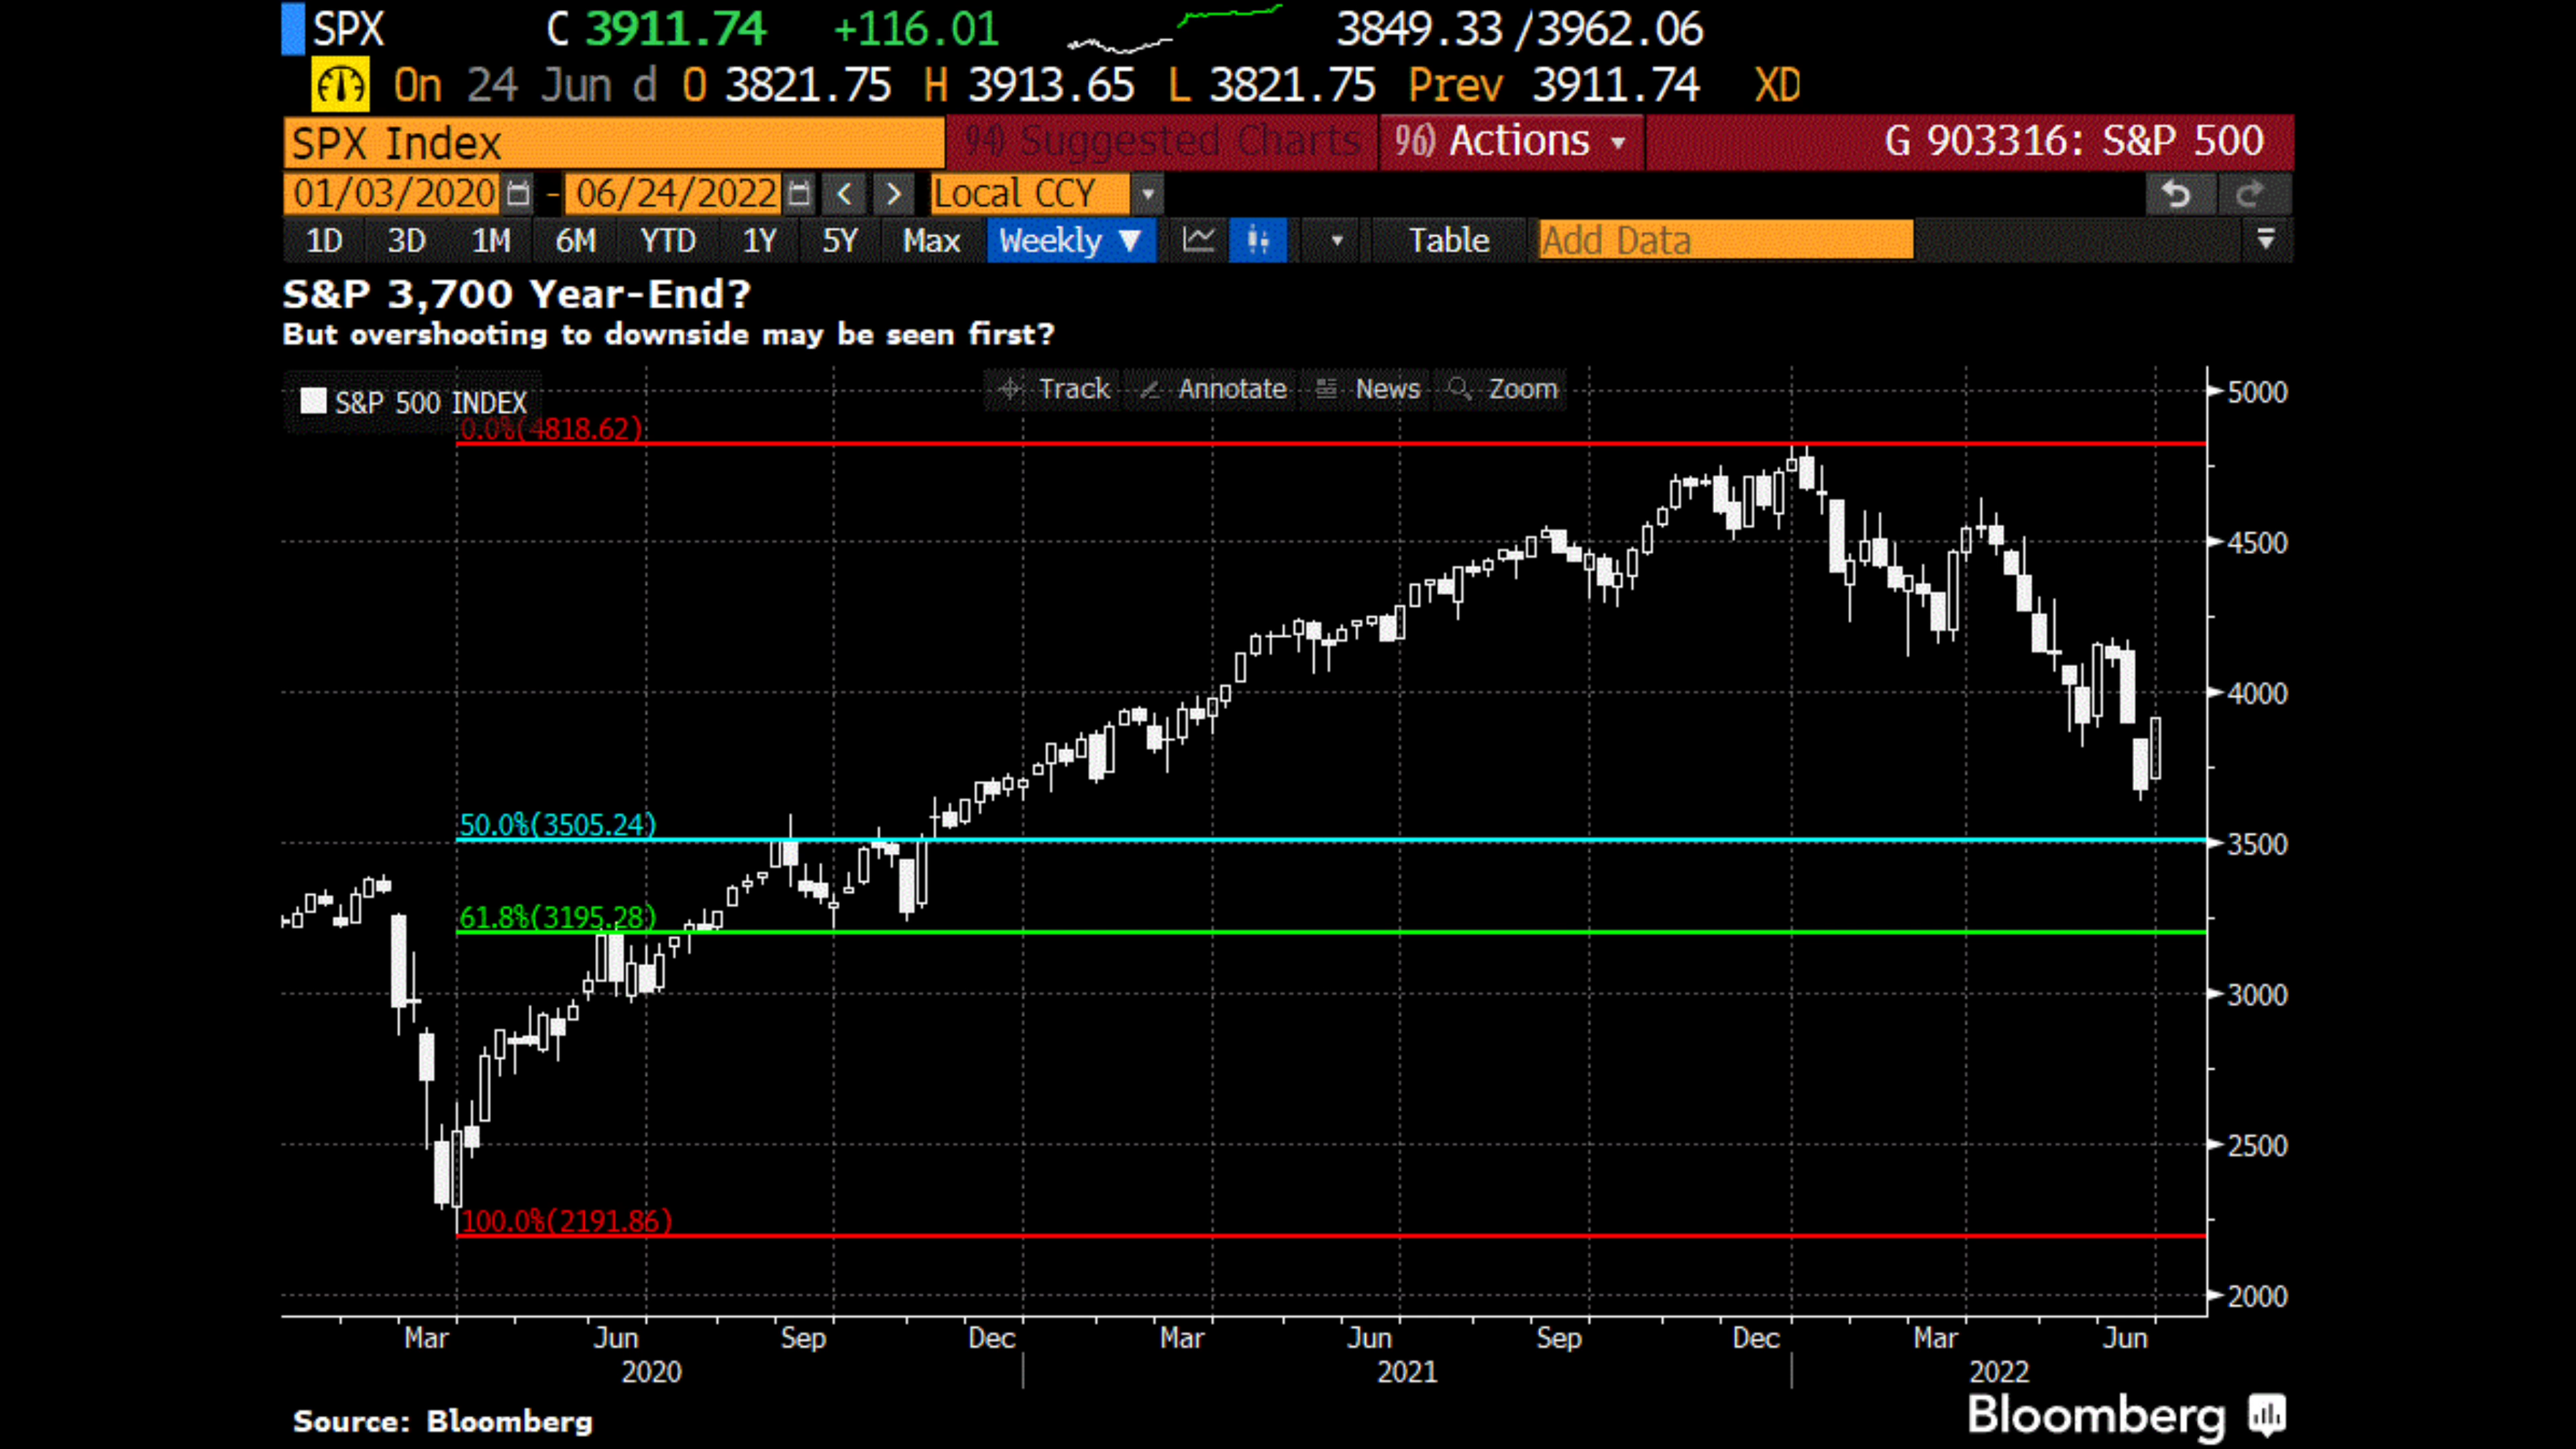 SPX C 3911.74 +116.01 3849.33 /3962.06
On 24 Jun d O 3821.75 H 3913.65 L 3821.75 Prev 3911.74 XD
SPX Index 94) Suggested Charts 96) Actions G 903316: S&P 500
01/03/2020 - 06/24/2022 < > Local CCY
1D 3D 1M 6M YTD 1Y 5Y Max Weekly Table Add Data
S&P 3,700 Year-End?
But overshooting to downside may be seen first?
S&P 500 INDEX Track Annotate News Zoom
5000
0.0%(4818.62)
4500
4000
50.0%(3505.24)
3500
61.8%(3195.28)
3000
2500
100.0%(2191.86)
2000
Mar Jun Sep Dec Mar Jun Sep Dec Mar Jun
2020 2021 2022
Source: Bloomberg
Bloomberg